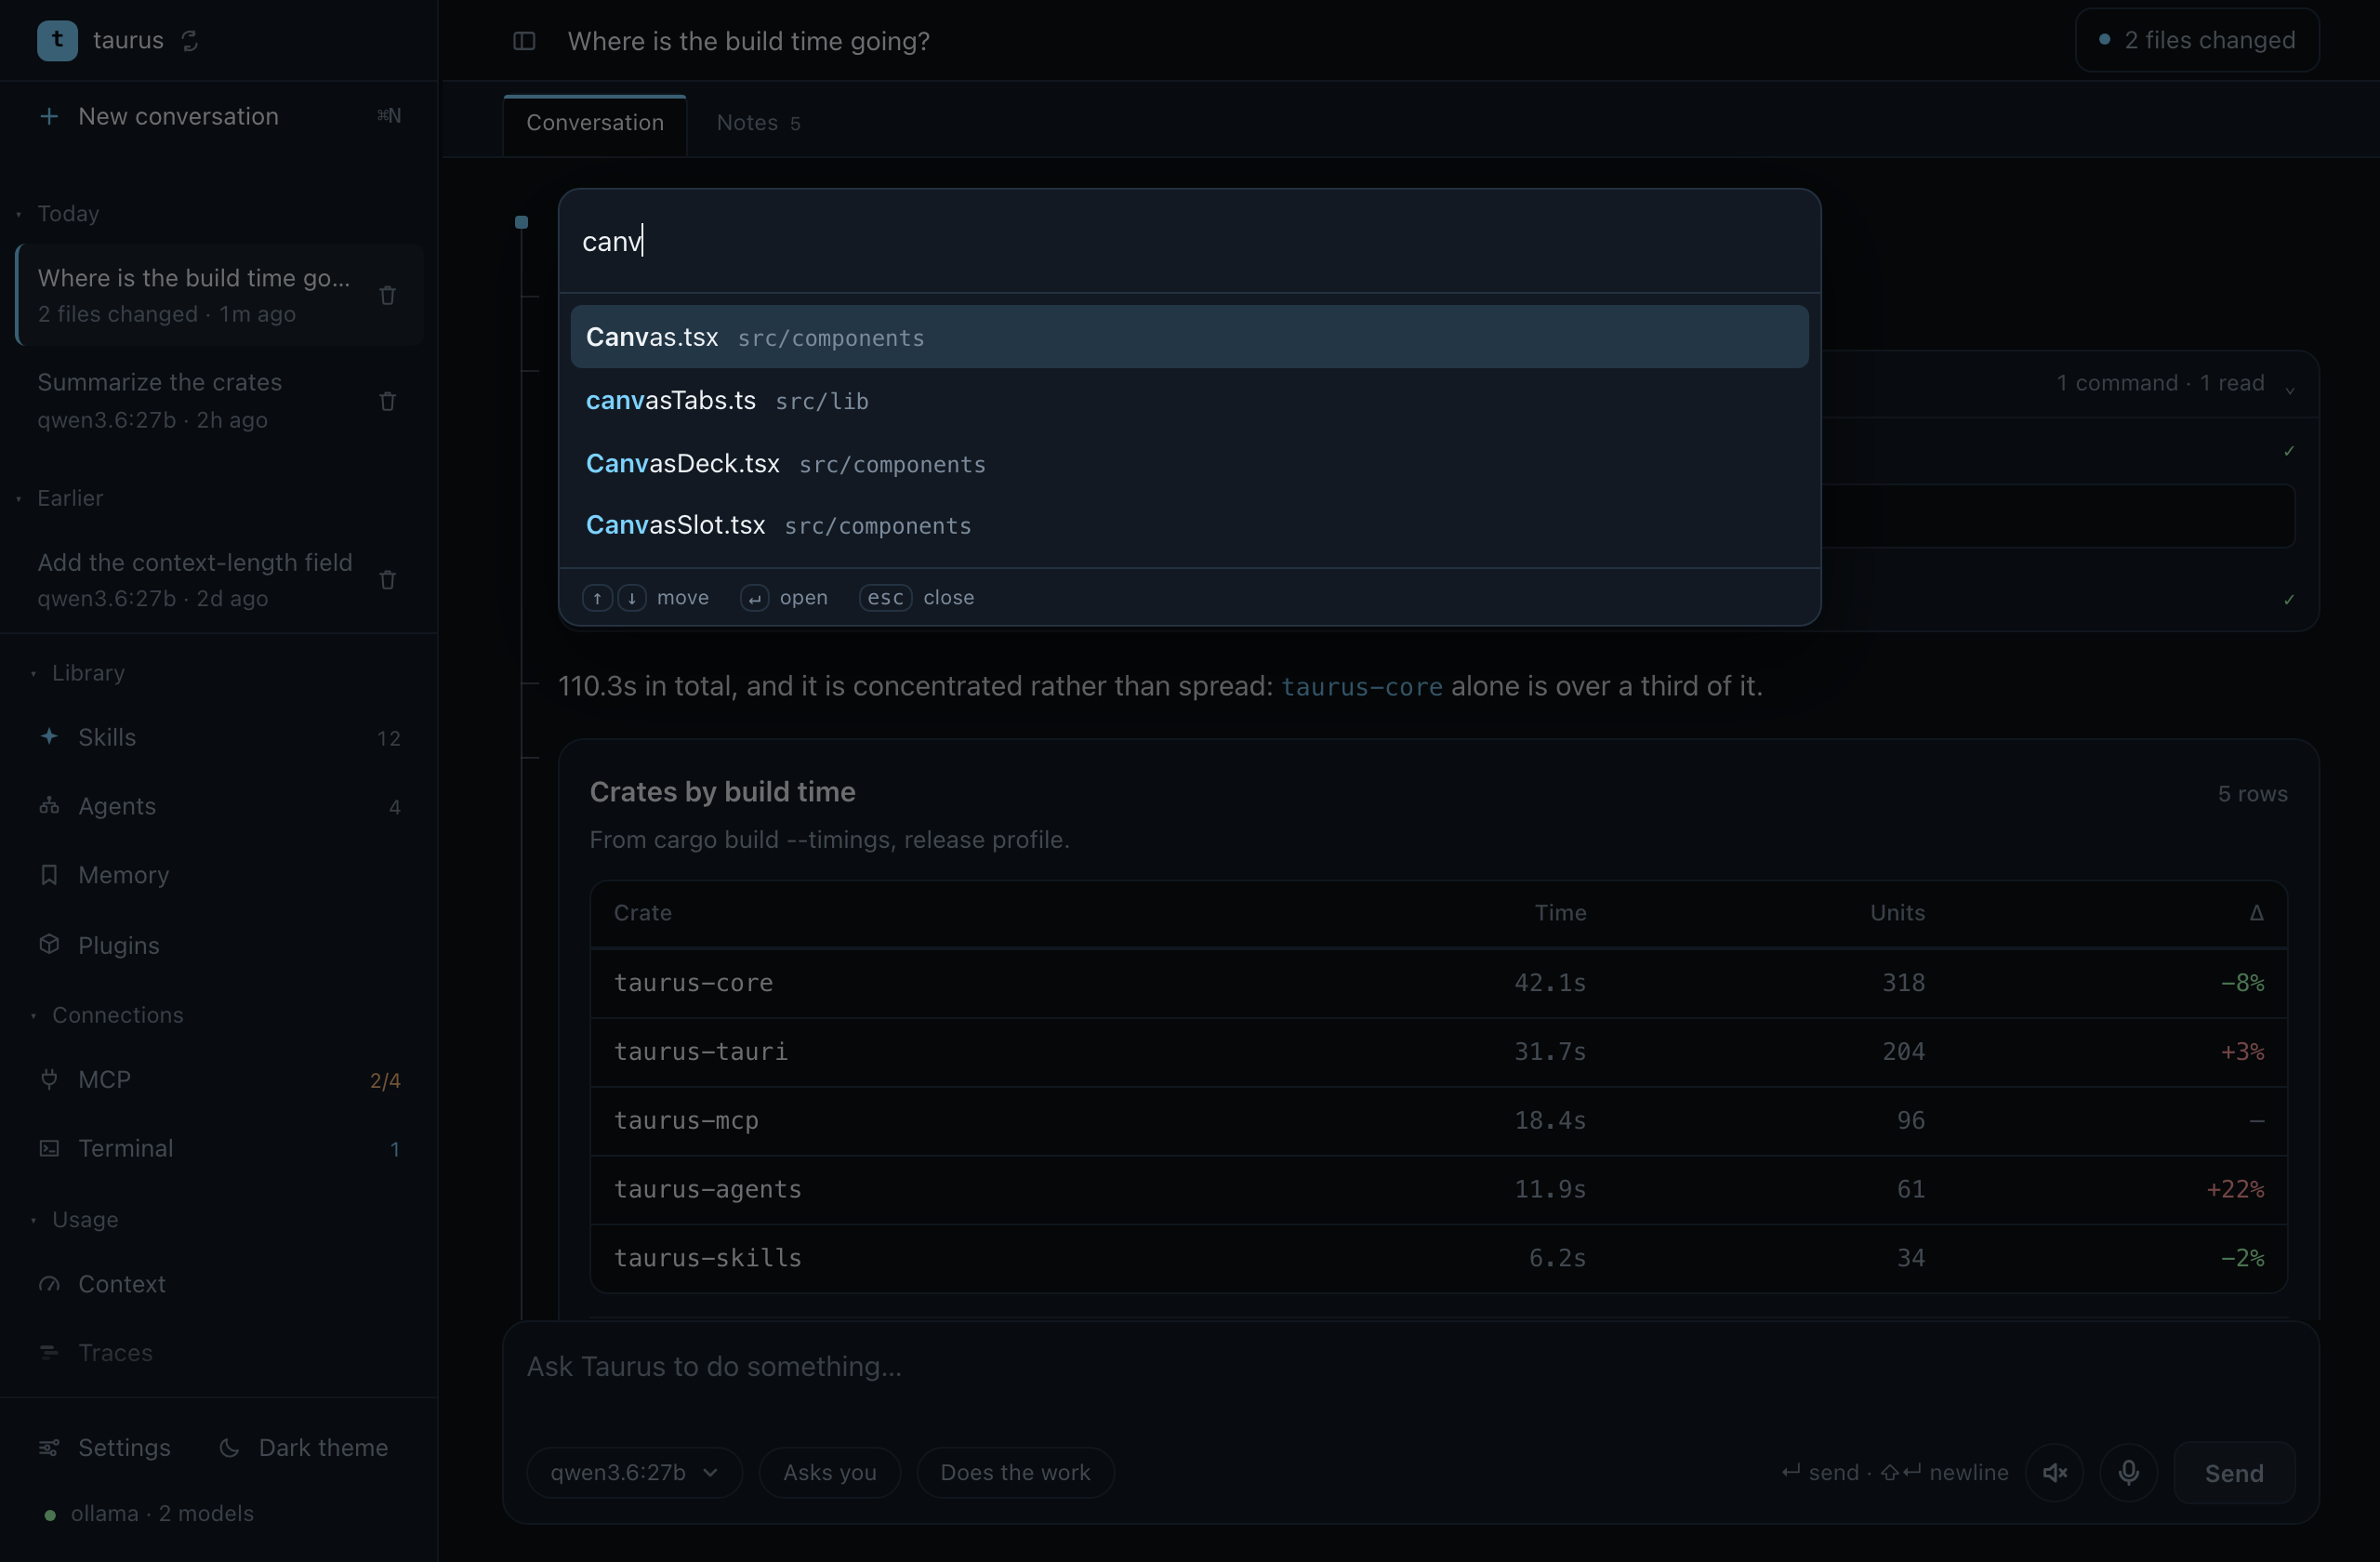 t taurus
New conversation ⌘N
Today
Where is the build time go...
2 files changed · 1m ago
Summarize the crates
qwen3.6:27b · 2h ago
Earlier
Add the context-length field
qwen3.6:27b · 2d ago
Library
Skills 12
Agents 4
Memory
Plugins
Connections
MCP 2/4
Terminal 1
Usage
Context
Traces
Settings Dark theme
ollama · 2 models
Where is the build time going?
2 files changed
Conversation Notes 5
canv
Canvas.tsx src/components
canvasTabs.ts src/lib
CanvasDeck.tsx src/components
CanvasSlot.tsx src/components
↑ ↓ move ↵ open esc close
1 command · 1 read
✓
✓
110.3s in total, and it is concentrated rather than spread: taurus-core alone is over a third of it.
Crates by build time 5 rows
From cargo build --timings, release profile.
Crate Time Units Δ
taurus-core 42.1s 318 −8%
taurus-tauri 31.7s 204 +3%
taurus-mcp 18.4s 96 —
taurus-agents 11.9s 61 +22%
taurus-skills 6.2s 34 −2%
Ask Taurus to do something...
qwen3.6:27b Asks you Does the work
↵ send · ⇧↵ newline Send